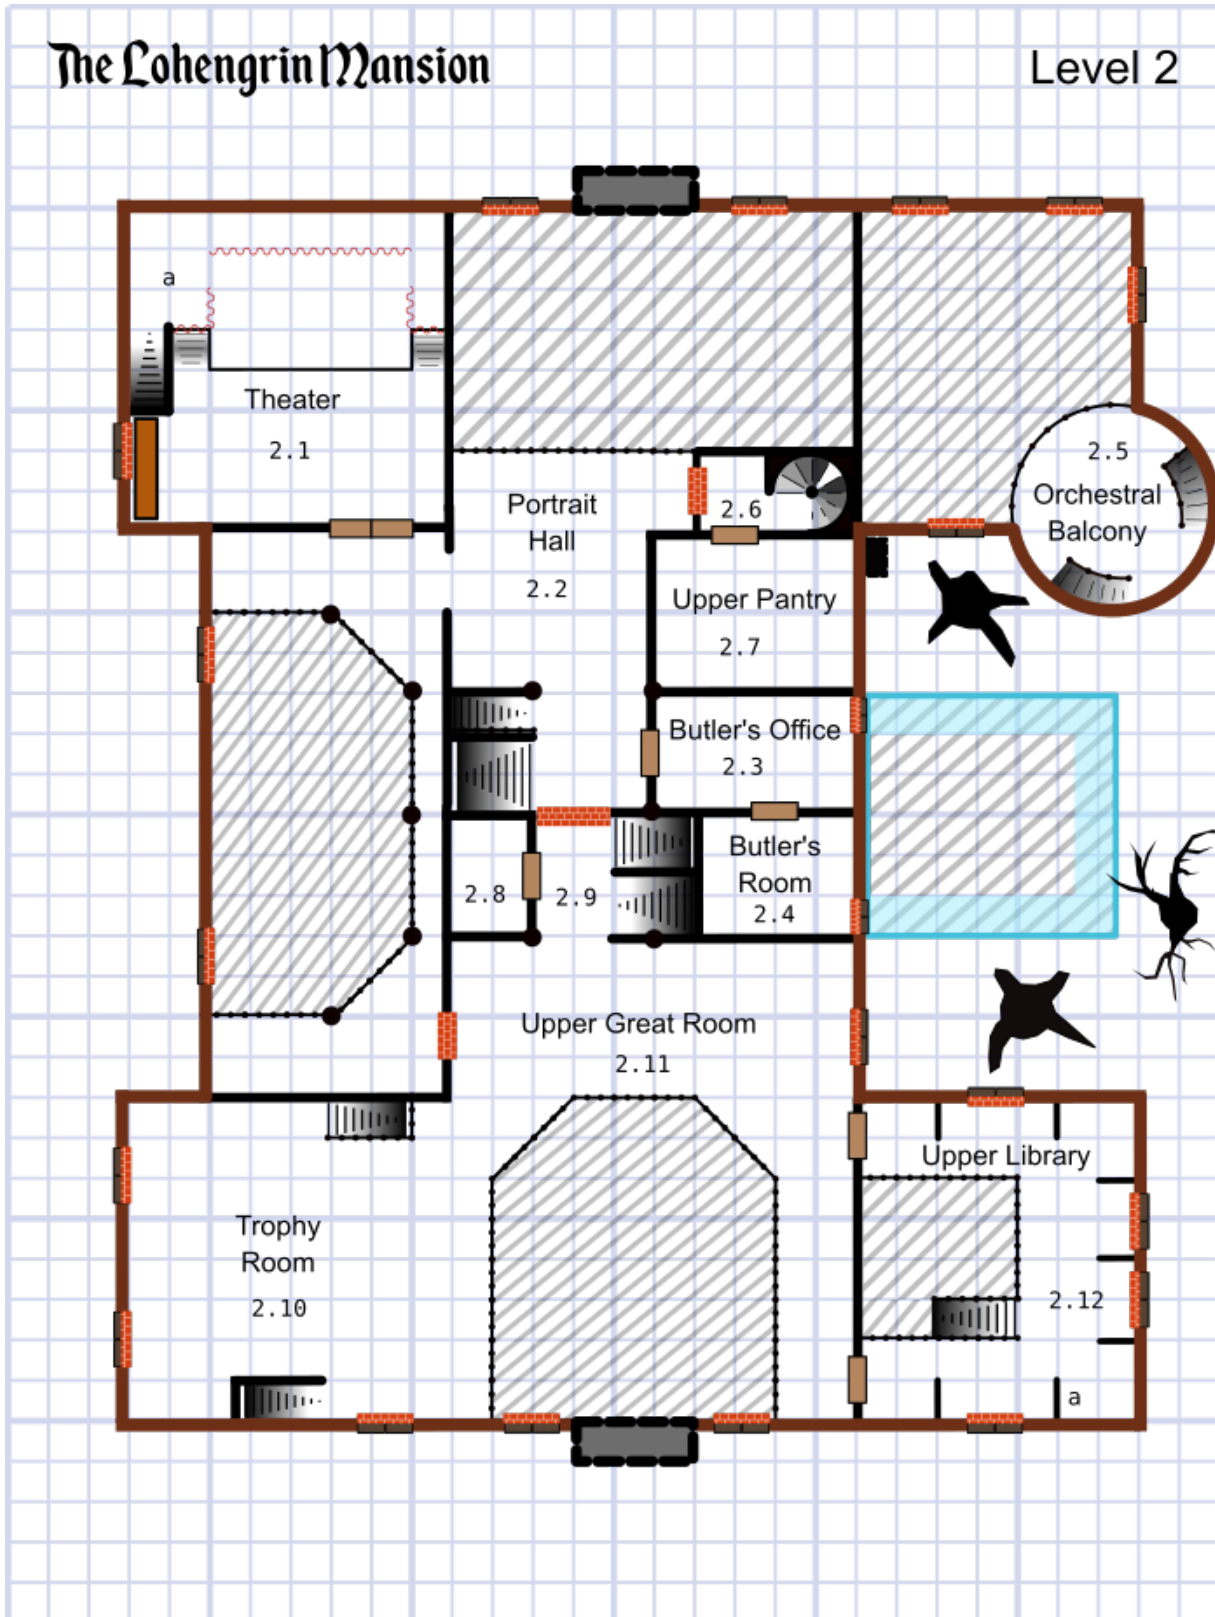 The Lohengrin Mansion
Level 2
a
Theater
2.1
Portrait
Hall
2.2
2.5
Orchestral
Balcony
2.6
Upper Pantry
2.7
Butler's Office
2.3
Butler's
Room
2.4
2.8
2.9
Upper Great Room
2.11
Upper Library
2.12
a
Trophy
Room
2.10